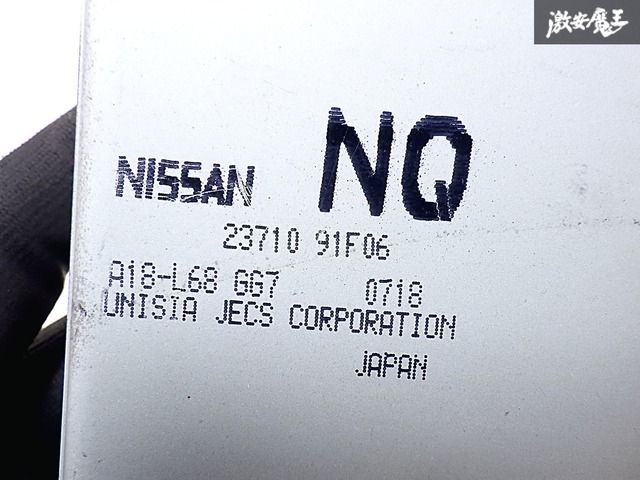 激安魔王
NISSAN NQ
23710 91F06
A18-L68 GG7 0718
UNISIA JECS CORPORATION
JAPAN